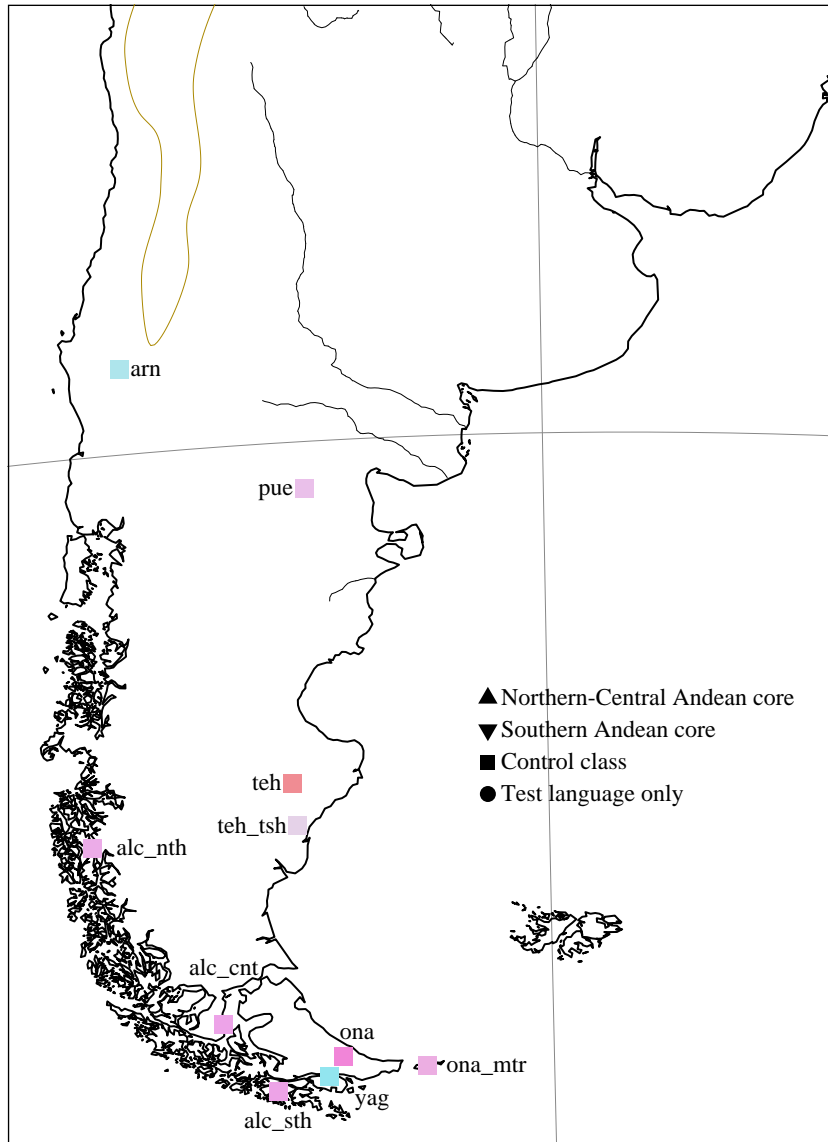 arn
pue
▲ Northern-Central Andean core
▼ Southern Andean core
■ Control class
teh
● Test language only
teh_tsh
alc_nth
alc_cnt
ona
ona_mtr
yag
alc_sth